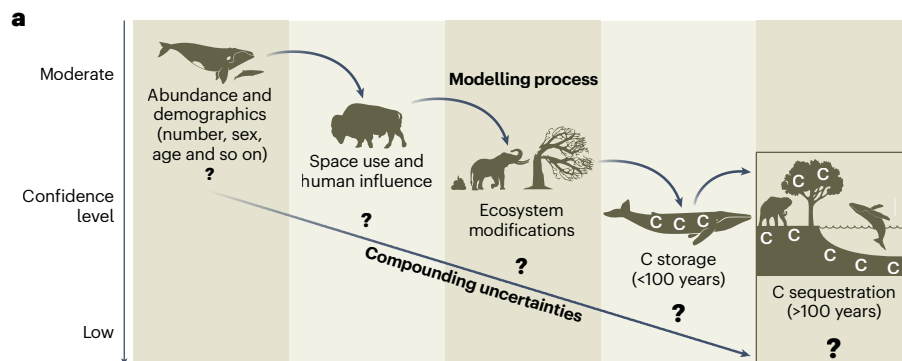 a
Moderate
Confidence
level
Low
Abundance and
demographics
(number, sex,
age and so on)
?
Space use and
human influence
?
Modelling process
Ecosystem
modifications
?
Compounding uncertainties
C C C
C storage
(<100 years)
?
C C
C C
C C C
C sequestration
(>100 years)
?